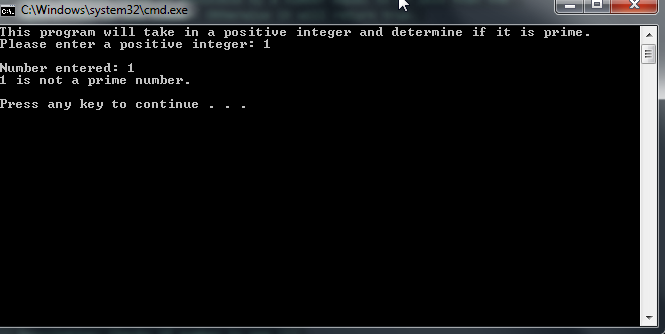 C:\Windows\system32\cmd.exe
This program will take in a positive integer and determine if it is prime.
Please enter a positive integer: 1
Number entered: 1
1 is not a prime number.
Press any key to continue . . .